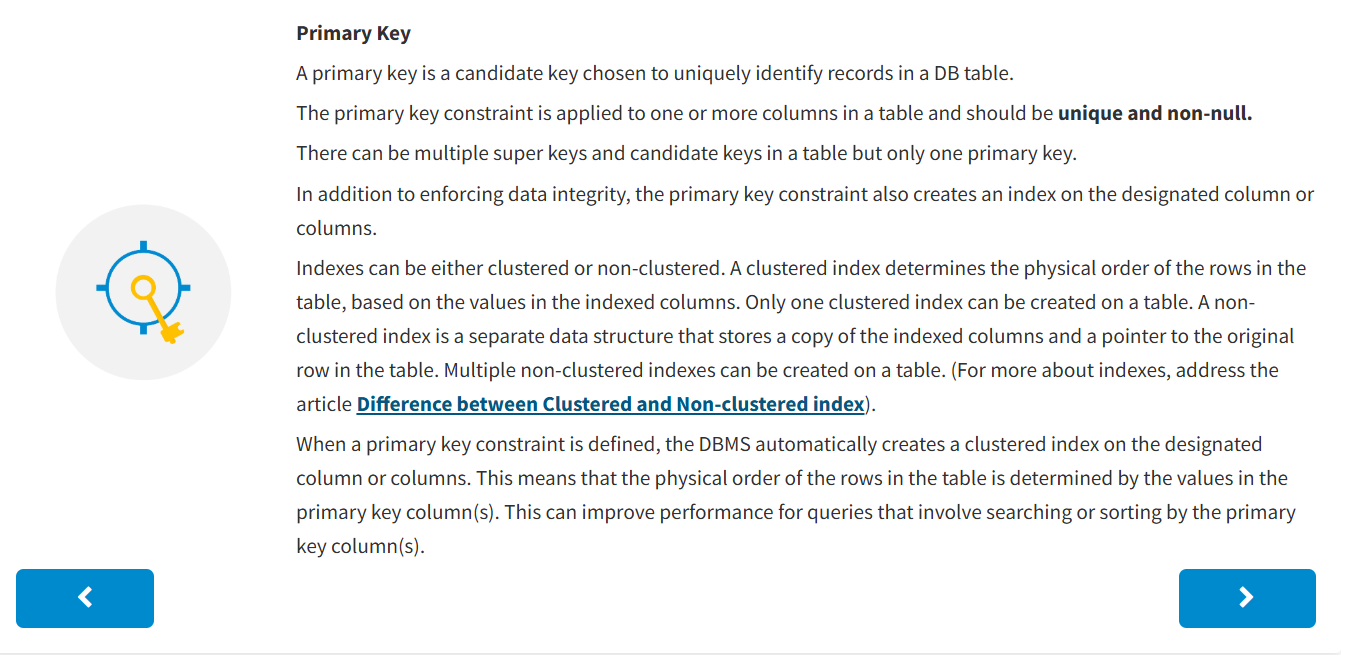 Primary Key
A primary key is a candidate key chosen to uniquely identify records in a DB table.
The primary key constraint is applied to one or more columns in a table and should be unique and non-null.
There can be multiple super keys and candidate keys in a table but only one primary key.
In addition to enforcing data integrity, the primary key constraint also creates an index on the designated column or
columns.
Indexes can be either clustered or non-clustered. A clustered index determines the physical order of the rows in the
table, based on the values in the indexed columns. Only one clustered index can be created on a table. A non-
clustered index is a separate data structure that stores a copy of the indexed columns and a pointer to the original
row in the table. Multiple non-clustered indexes can be created on a table. (For more about indexes, address the
article Difference between Clustered and Non-clustered index).
When a primary key constraint is defined, the DBMS automatically creates a clustered index on the designated
column or columns. This means that the physical order of the rows in the table is determined by the values in the
primary key column(s). This can improve performance for queries that involve searching or sorting by the primary
key column(s).